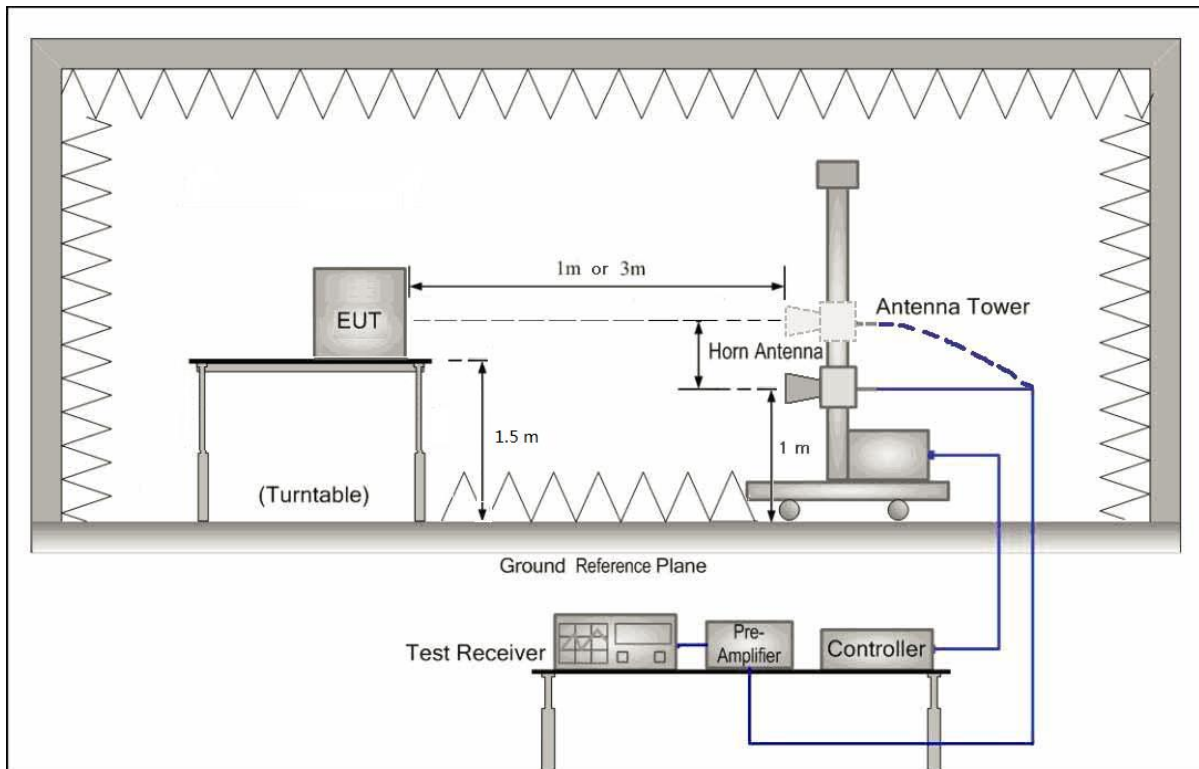 1m or 3m
EUT
Antenna Tower
Horn Antenna
1.5 m
1 m
(Turntable)
Ground Reference Plane
Test Receiver
Pre-
Amplifier
Controller